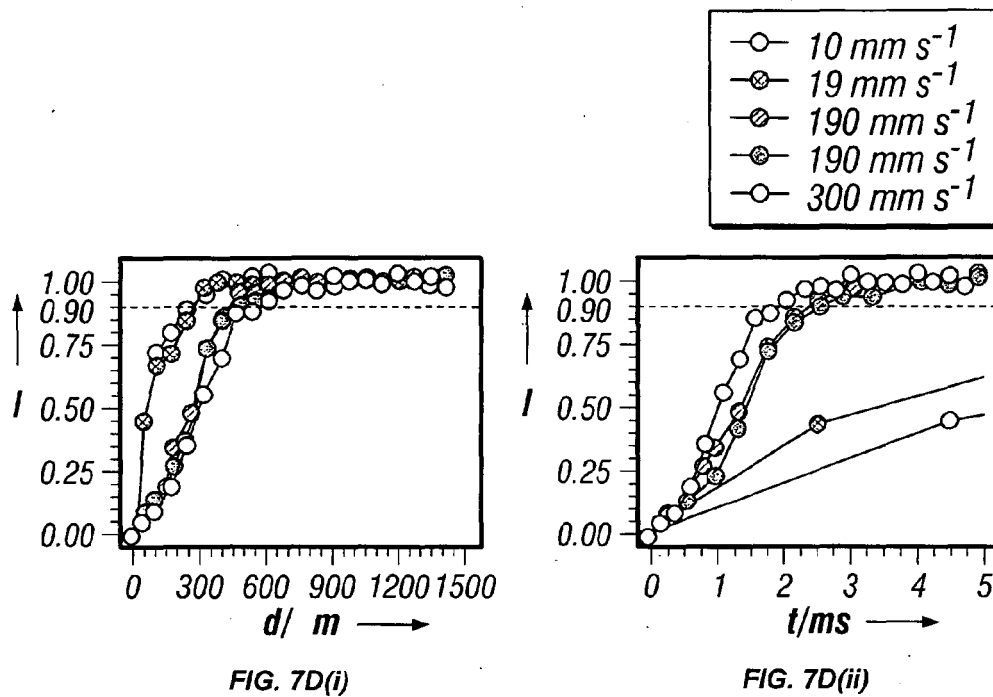 10 mm s⁻¹
19 mm s⁻¹
190 mm s⁻¹
190 mm s⁻¹
300 mm s⁻¹
1.00
0.90
0.75
I 0.50
0.25
0.00
0 300 600 900 1200 1500
d/ m
FIG. 7D(i)
1.00
0.90
0.75
I 0.50
0.25
0.00
0 1 2 3 4 5
t/ms
FIG. 7D(ii)